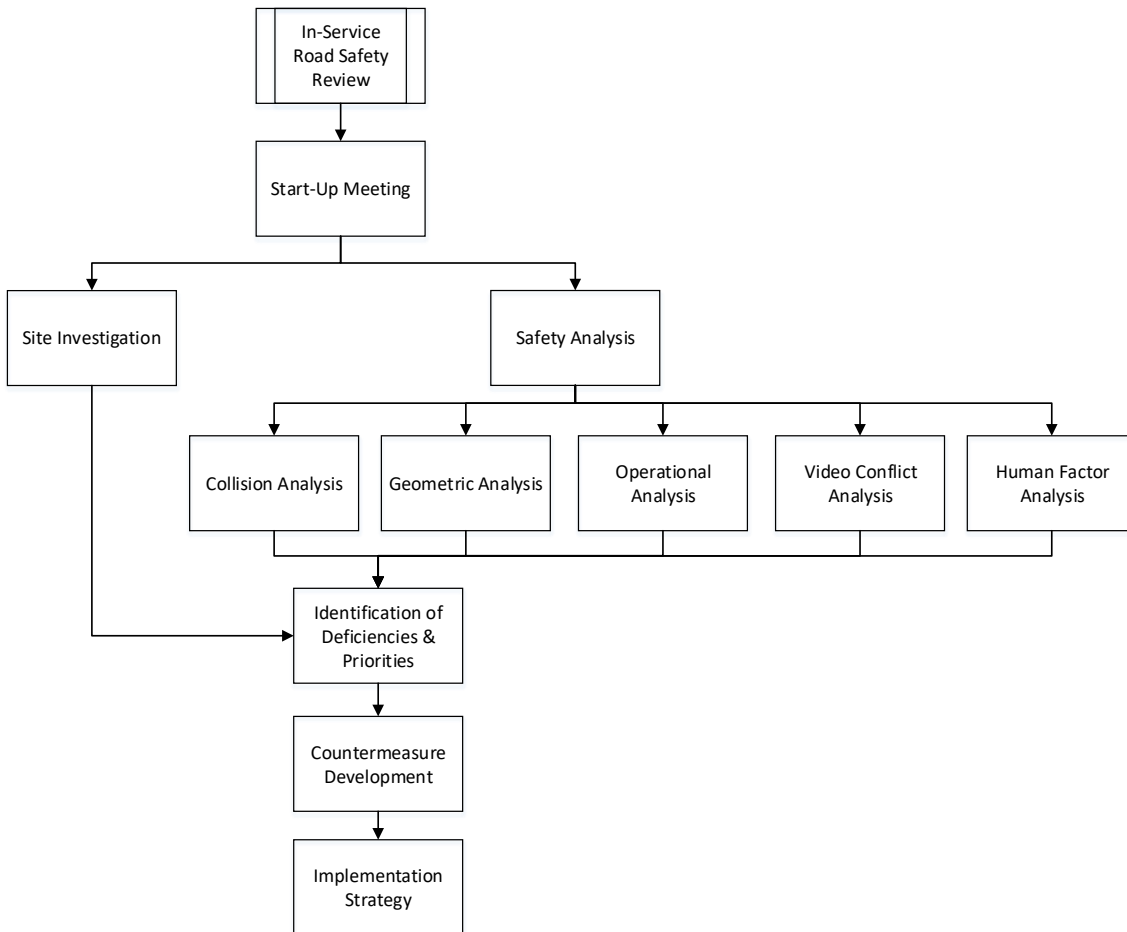 In-Service
Road Safety
Review
Start-Up Meeting
Site Investigation
Safety Analysis
Collision Analysis
Geometric Analysis
Operational
Analysis
Video Conflict
Analysis
Human Factor
Analysis
Identification of
Deficiencies &
Priorities
Countermeasure
Development
Implementation
Strategy